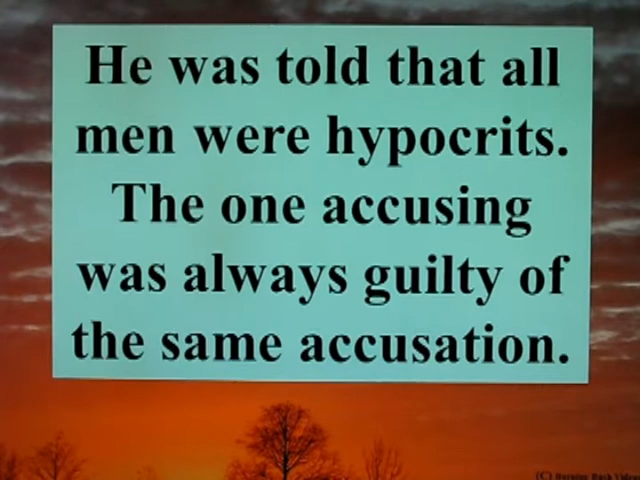 He was told that all
men were hypocrits.
The one accusing
was always guilty of
the same accusation.
(C)